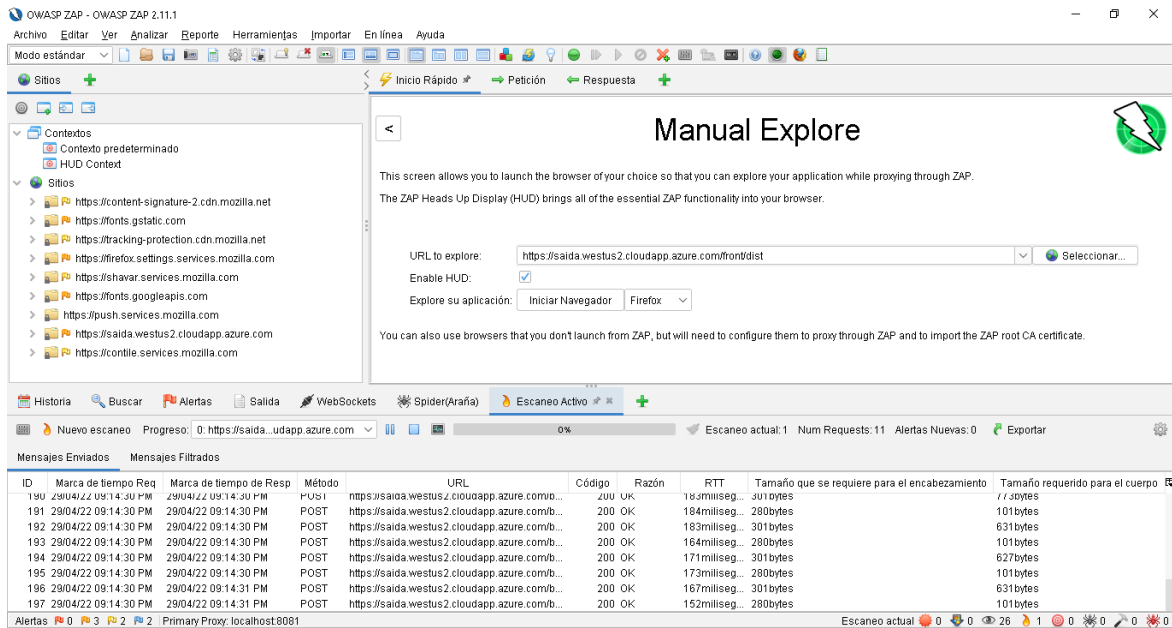 OWASP ZAP - OWASP ZAP 2.11.1
Archivo Editar Ver Analizar Reporte Herramientas Importar En línea Ayuda
Modo estándar
Sitios
Inicio Rápido Petición Respuesta
Contextos
Contexto predeterminado
HUD Context
Sitios
https://content-signature-2.cdn.mozilla.net
https://fonts.gstatic.com
https://tracking-protection.cdn.mozilla.net
https://firefox.settings.services.mozilla.com
https://shavar.services.mozilla.com
https://fonts.googleapis.com
https://push.services.mozilla.com
https://saida.westus2.cloudapp.azure.com
https://contile.services.mozilla.com
<
Manual Explore
This screen allows you to launch the browser of your choice so that you can explore your application while proxying through ZAP.
The ZAP Heads Up Display (HUD) brings all of the essential ZAP functionality into your browser.
URL to explore: https://saida.westus2.cloudapp.azure.com/front/dist Seleccionar...
Enable HUD:
Explore su aplicación: Iniciar Navegador Firefox
You can also use browsers that you don't launch from ZAP, but will need to configure them to proxy through ZAP and to import the ZAP root CA certificate.
Historia Buscar Alertas Salida WebSockets Spider(Araña) Escaneo Activo
Nuevo escaneo Progreso: 0: https://saida...udapp.azure.com 0% Escaneo actual: 1 Num Requests: 11 Alertas Nuevas: 0 Exportar
Mensajes Enviados Mensajes Filtrados
ID Marca de tiempo Req Marca de tiempo de Resp Método URL Código Razón RTT Tamaño que se requiere para el encabezamiento Tamaño requerido para el cuerpo
190 29/04/22 09:14:30 PM 29/04/22 09:14:30 PM POST https://saida.westus2.cloudapp.azure.com/b... 200 OK 183miliseg... 301bytes 773bytes
191 29/04/22 09:14:30 PM 29/04/22 09:14:30 PM POST https://saida.westus2.cloudapp.azure.com/b... 200 OK 184miliseg... 280bytes 101bytes
192 29/04/22 09:14:30 PM 29/04/22 09:14:30 PM POST https://saida.westus2.cloudapp.azure.com/b... 200 OK 183miliseg... 301bytes 631bytes
193 29/04/22 09:14:30 PM 29/04/22 09:14:30 PM POST https://saida.westus2.cloudapp.azure.com/b... 200 OK 164miliseg... 280bytes 101bytes
194 29/04/22 09:14:30 PM 29/04/22 09:14:30 PM POST https://saida.westus2.cloudapp.azure.com/b... 200 OK 171miliseg... 301bytes 627bytes
195 29/04/22 09:14:30 PM 29/04/22 09:14:30 PM POST https://saida.westus2.cloudapp.azure.com/b... 200 OK 173miliseg... 280bytes 101bytes
196 29/04/22 09:14:30 PM 29/04/22 09:14:31 PM POST https://saida.westus2.cloudapp.azure.com/b... 200 OK 167miliseg... 301bytes 631bytes
197 29/04/22 09:14:31 PM 29/04/22 09:14:31 PM POST https://saida.westus2.cloudapp.azure.com/b... 200 OK 152miliseg... 280bytes 101bytes
Alertas 0 3 2 2 Primary Proxy: localhost:8081 Escaneo actual 0 0 26 1 0 0 0 0